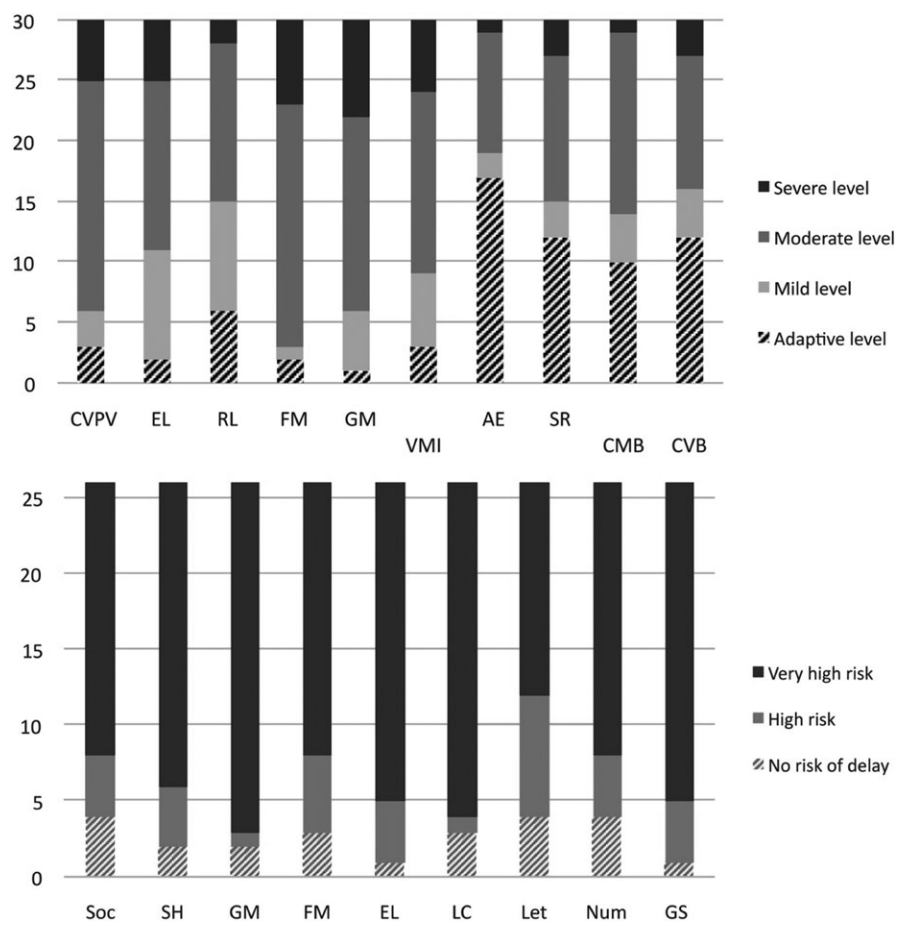 30
25
20
15
10
5
0
CVPV EL RL FM GM AE SR
VMI CMB CVB
Severe level
Moderate level
Mild level
Adaptive level
25
20
15
10
5
0
Soc SH GM FM EL LC Let Num GS
Very high risk
High risk
No risk of delay